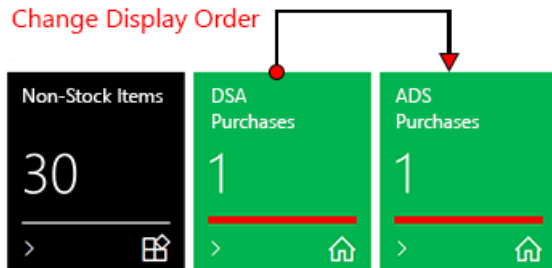 Change Display Order
Non-Stock Items
30
DSA
Purchases
1
ADS
Purchases
1